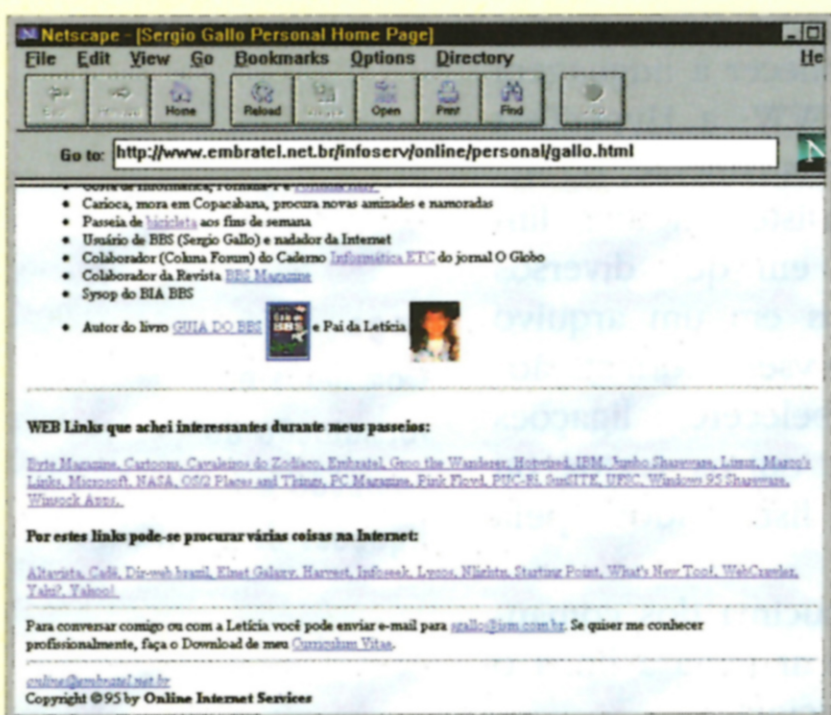 Netscape - [Sergio Gallo Personal Home Page]
File Edit View Go Bookmarks Options Directory He
Home Reload Open Print Find
Go to: http://www.embratel.net.br/infoserv/online/personal/gallo.html
Carioca, mora em Copacabana, procura novas amizades e namoradas
Passeia de bicicleta aos fins de semana
Usuário de BBS (Sergio Gallo) e nadador da Internet
Colaborador (Coluna Forum) do Caderno Informática ETC do jornal O Globo
Colaborador da Revista BBS Magazine
Sysop do BIA BBS
Autor do livro GUIA DO BBS BBS e Pai da Letícia
WEB Links que achei interessantes durante meus passeios:
Byte Magazine, Cartoons, Cavaleiros do Zodíaco, Embratel, Groo the Wanderer, Hotwired, IBM, Jumbo Shareware, Linux, Marco's
Links, Microsoft, NASA, OS/2 Places and Things, PC Magazine, Pink Floyd, PUC-RJ, SunSITE, UFSC, Windows 95 Shareware,
Winsock Apps.
Por estes links pode-se procurar várias coisas na Internet:
Altavista, Cadê, Dir-web brazil, Einet Galaxy, Harvest, Infoseek, Lycos, Starting Point, What's New Too!, WebCrawler,
Yahoo!
Para conversar comigo ou com a Letícia você pode enviar e-mail para Se quiser me conhecer
profissionalmente, faça o Download de meu Curriculum Vitae.
online@embratel.net.br
Copyright ©95 by Online Internet Services